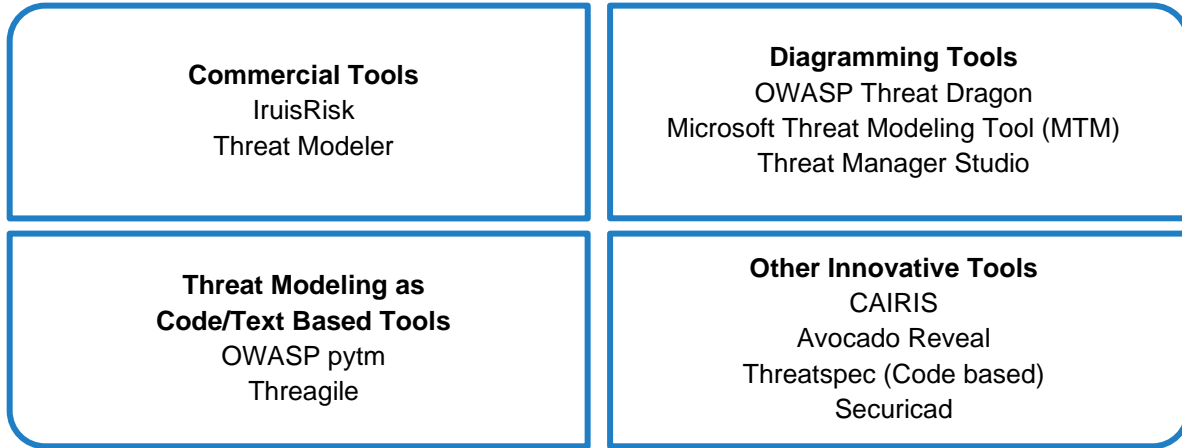 Commercial Tools
IruisRisk
Threat Modeler
Diagramming Tools
OWASP Threat Dragon
Microsoft Threat Modeling Tool (MTM)
Threat Manager Studio
Threat Modeling as
Code/Text Based Tools
OWASP pytm
Threagile
Other Innovative Tools
CAIRIS
Avocado Reveal
Threatspec (Code based)
Securicad